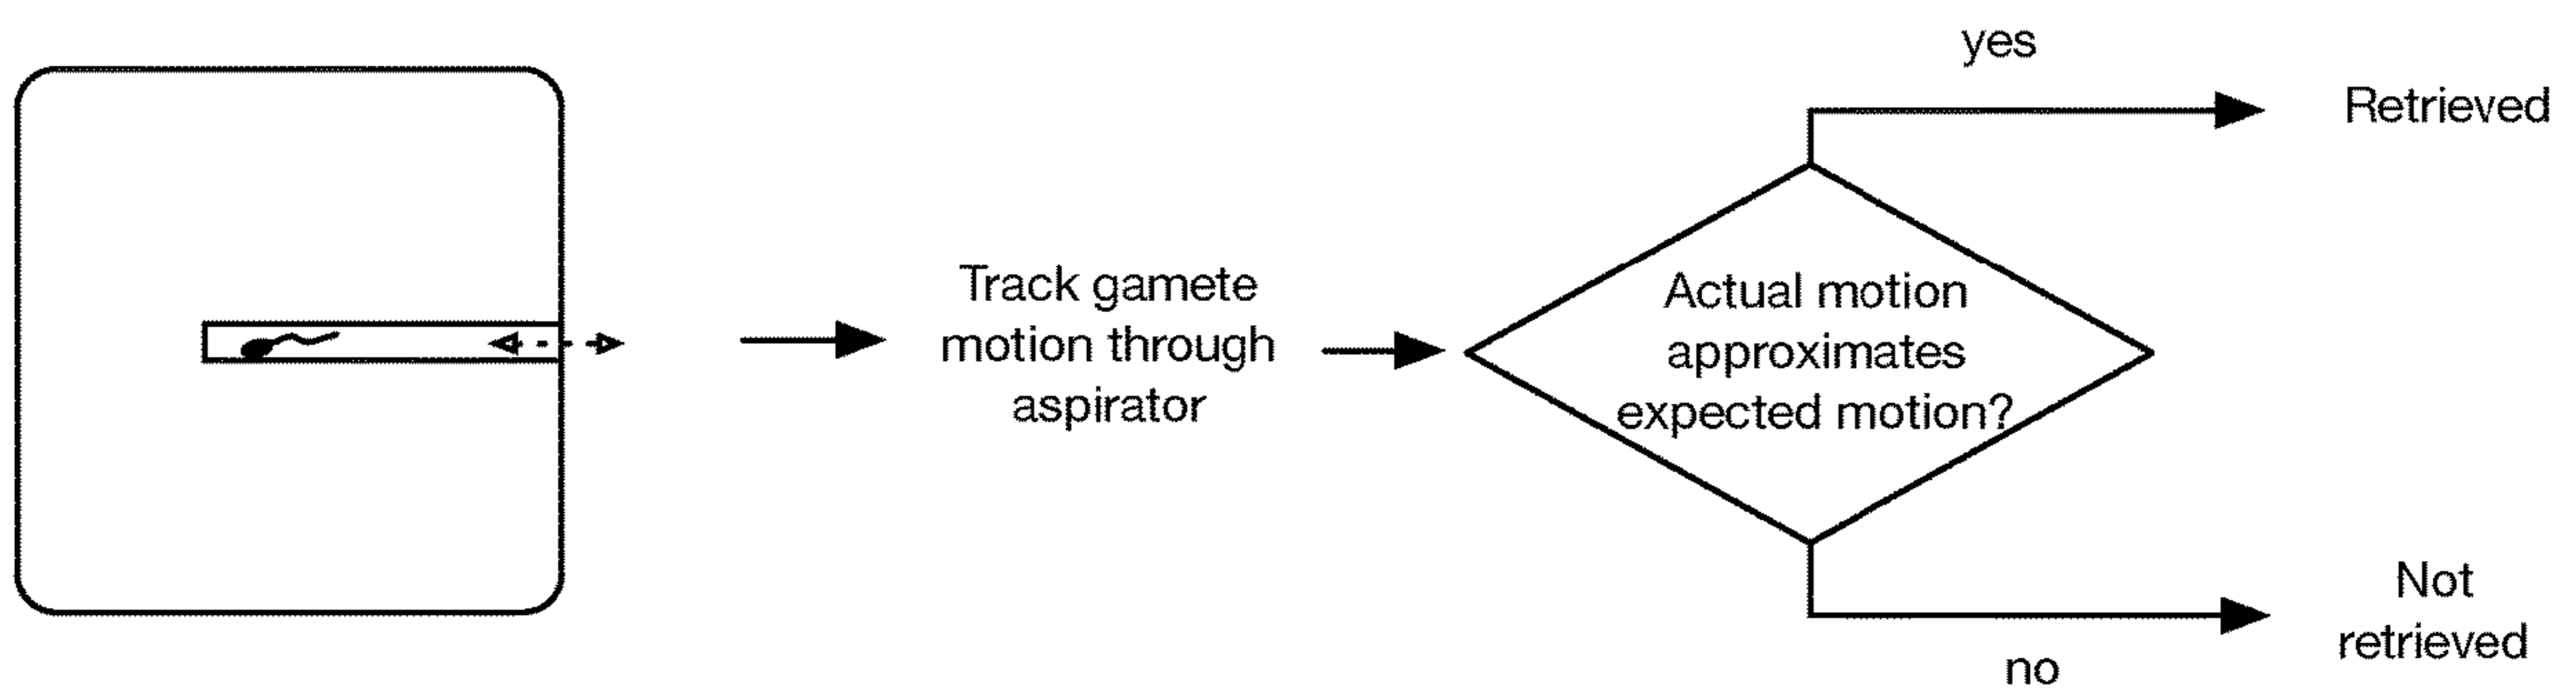 Track gamete
motion through
aspirator
Actual motion
approximates
expected motion?
yes
Retrieved
no
Not
retrieved